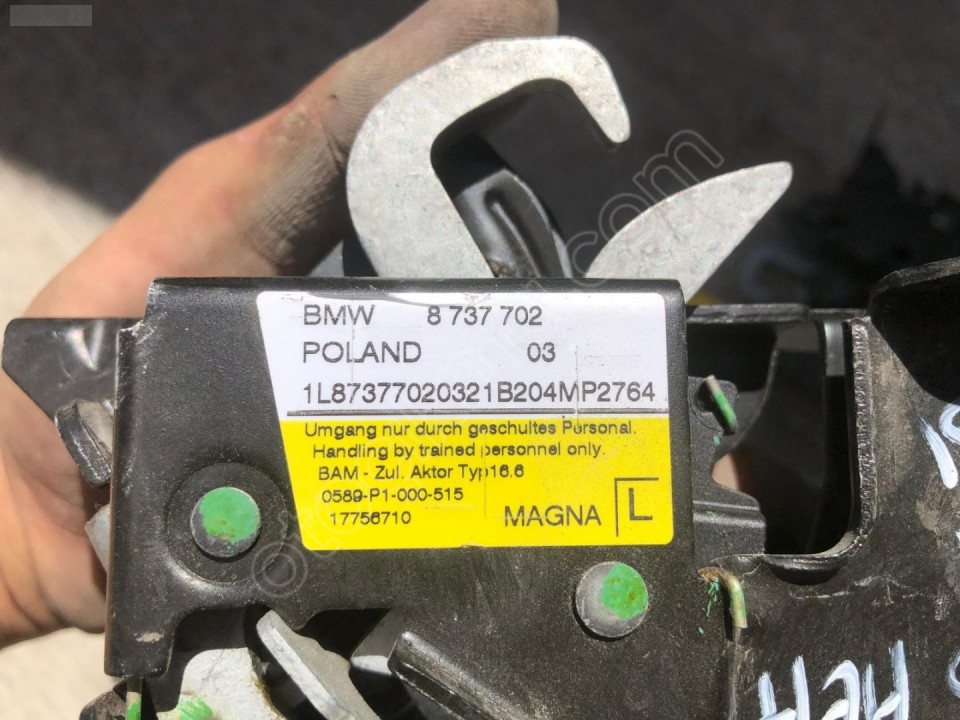 BMW 8 737 702
POLAND 03
1L87377020321B204MP2764
Umgang nur durch geschultes Personal.
Handling by trained personnel only.
BAM - Zul. Aktor Typ16.6
0589-P1-000-515
17756710
MAGNA L